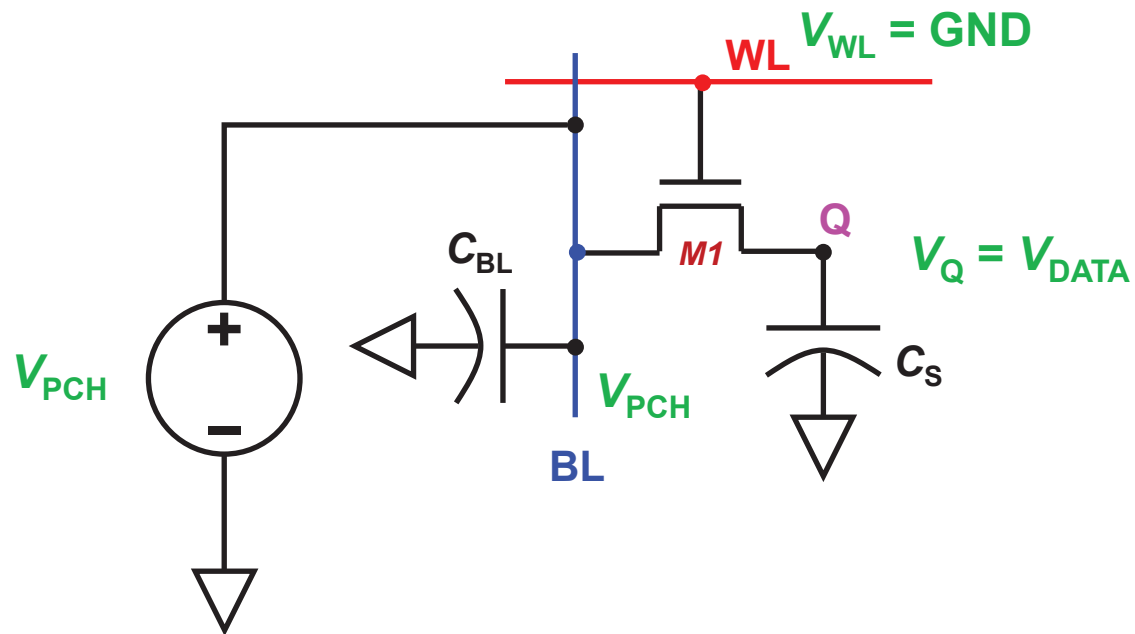 V_WL = GND
WL
Q
C_BL
M1
V_Q = V_DATA
+
V_PCH
C_S
V_PCH
−
BL